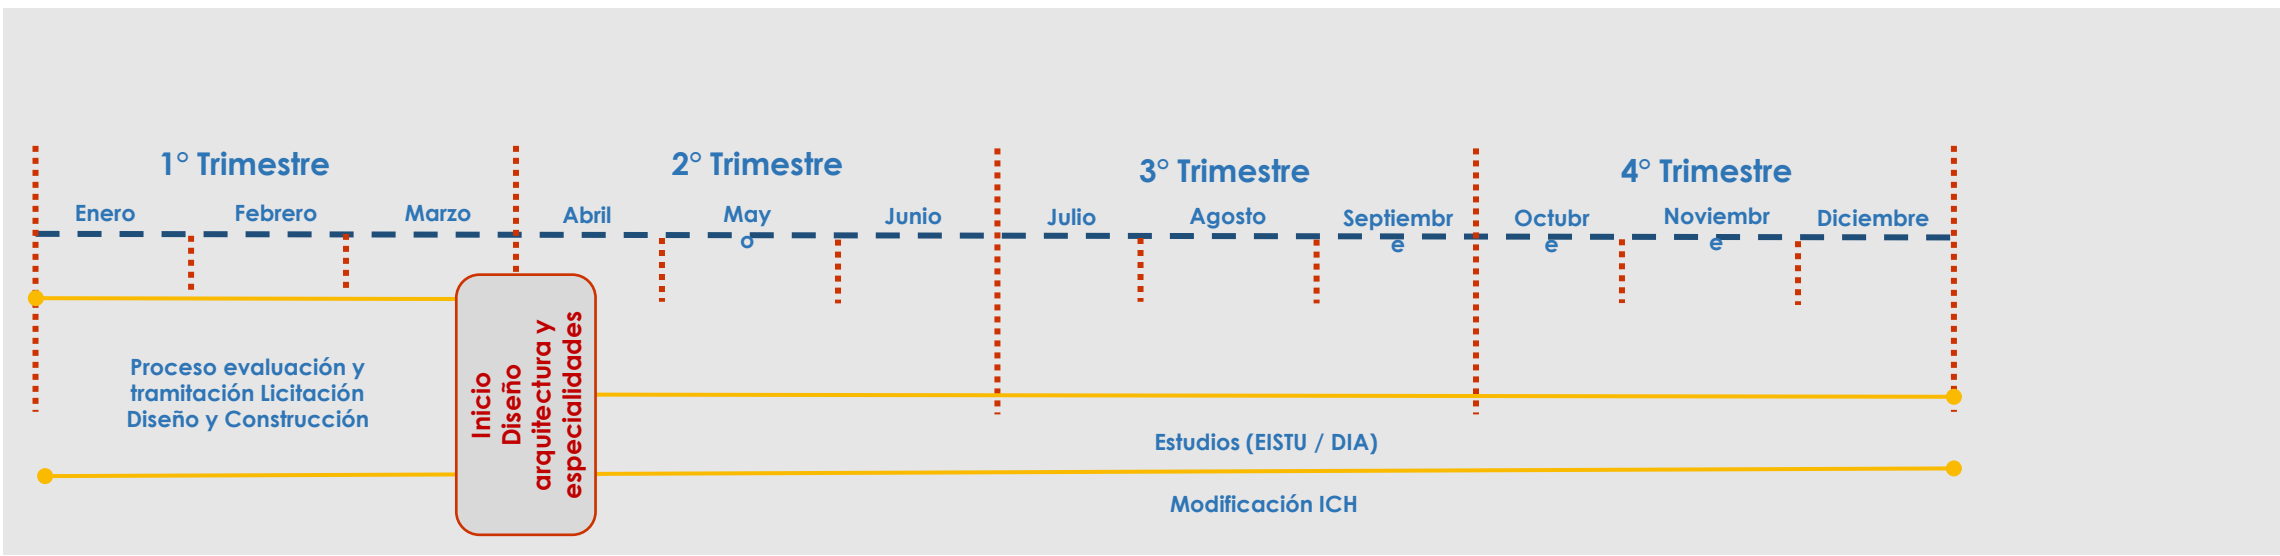 1° Trimestre
2° Trimestre
3° Trimestre
4° Trimestre
Enero
Febrero
Marzo
Abril
May
o
Junio
Julio
Agosto
Septiembr
e
Octubr
e
Noviembr
e
Diciembre
Proceso evaluación y
tramitación Licitación
Diseño y Construcción
Inicio
Diseño
arquitectura y
especialidades
Estudios (EISTU / DIA)
Modificación ICH